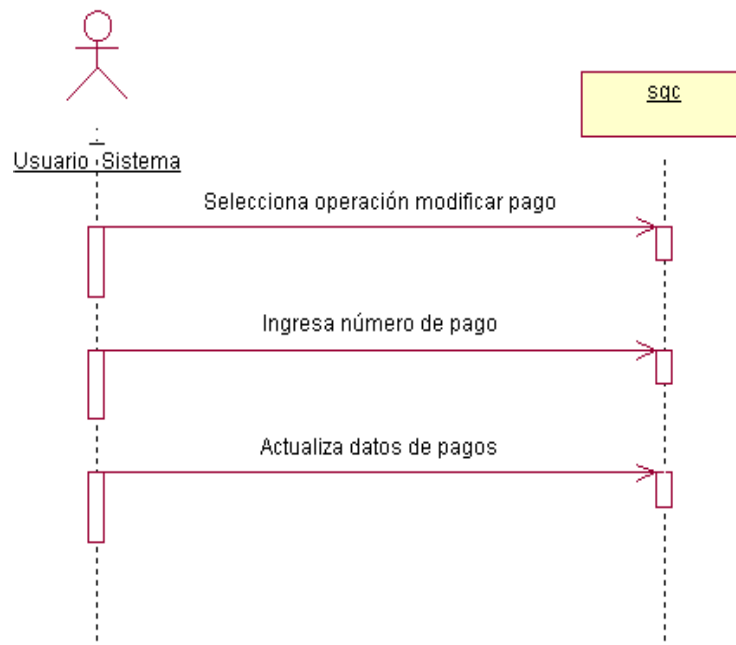 sqc
: Usuario Sistema
Selecciona operación modificar pago
Ingresa número de pago
Actualiza datos de pagos